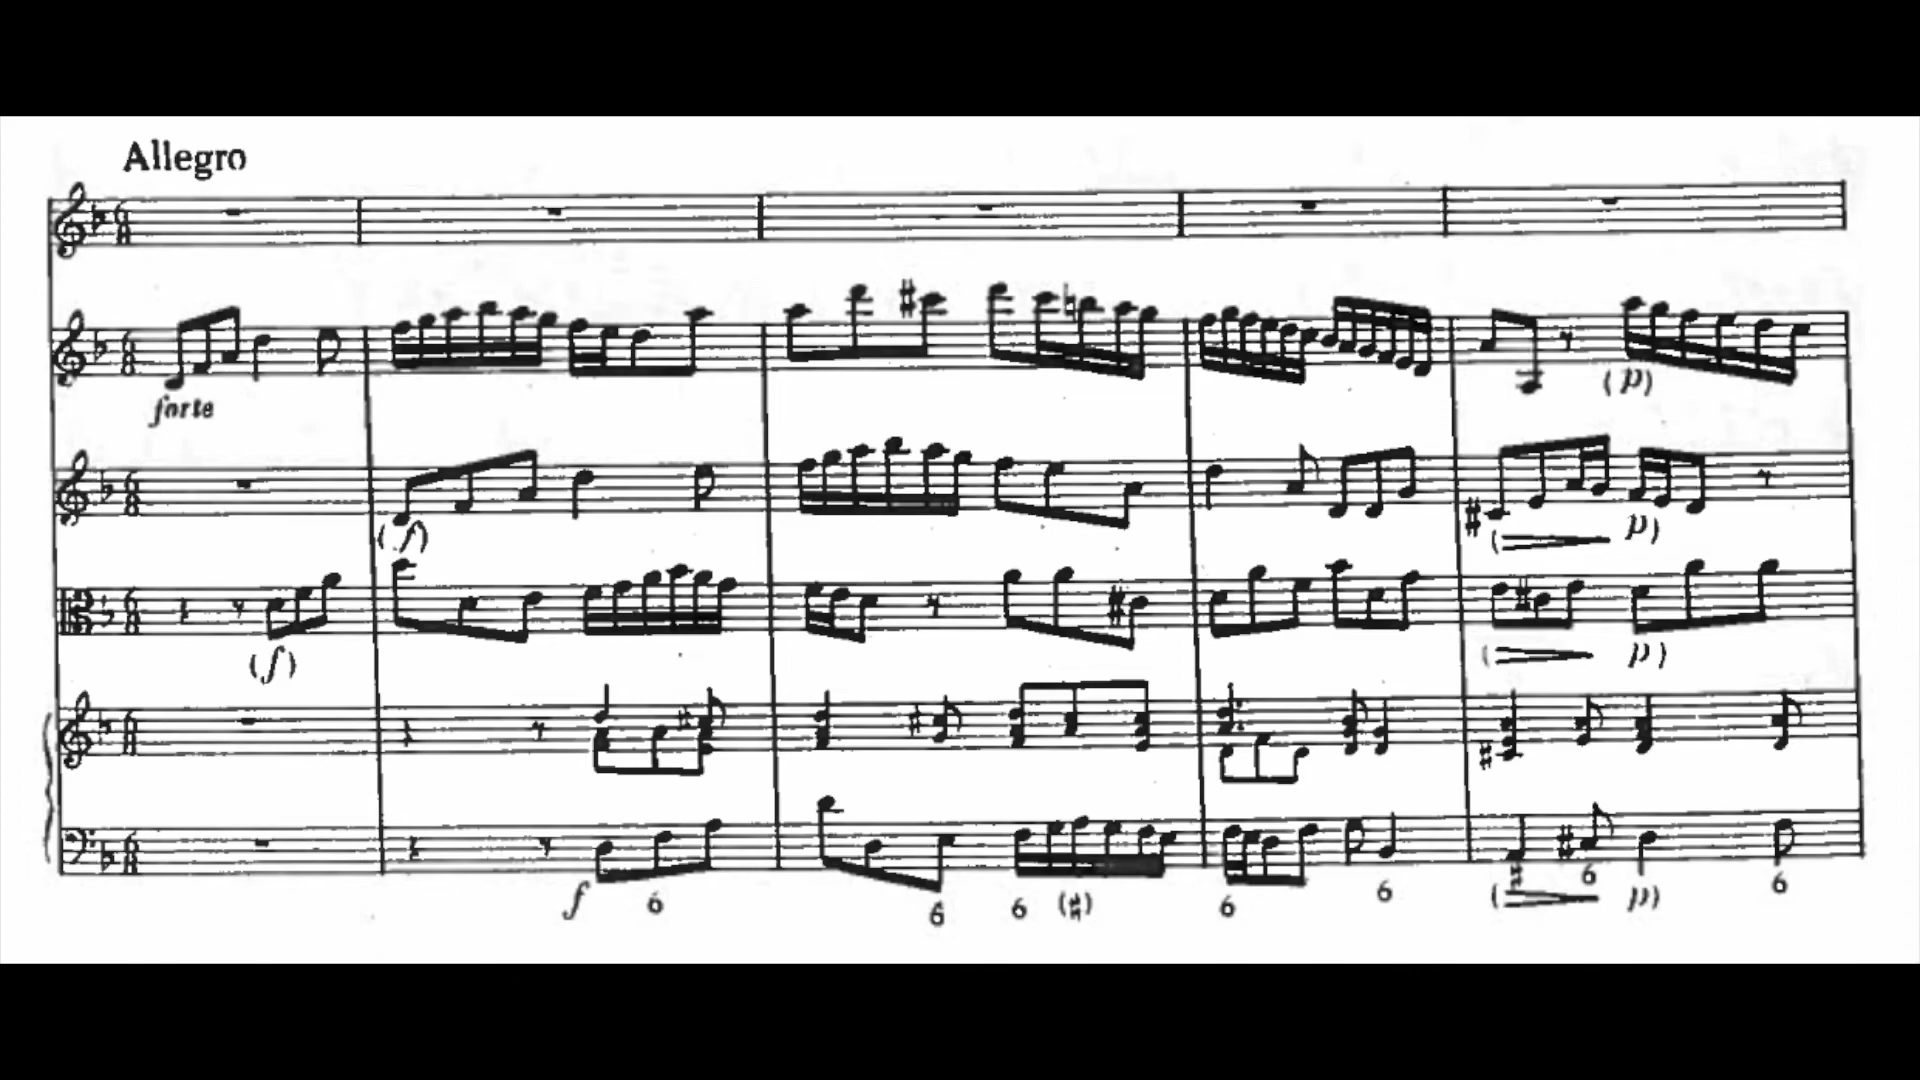 Allegro
forte
(f)
(p)
(f)
( p)
( p)
f 6 6 6 (♯) 6 6 ♯ 6 ( p) 6